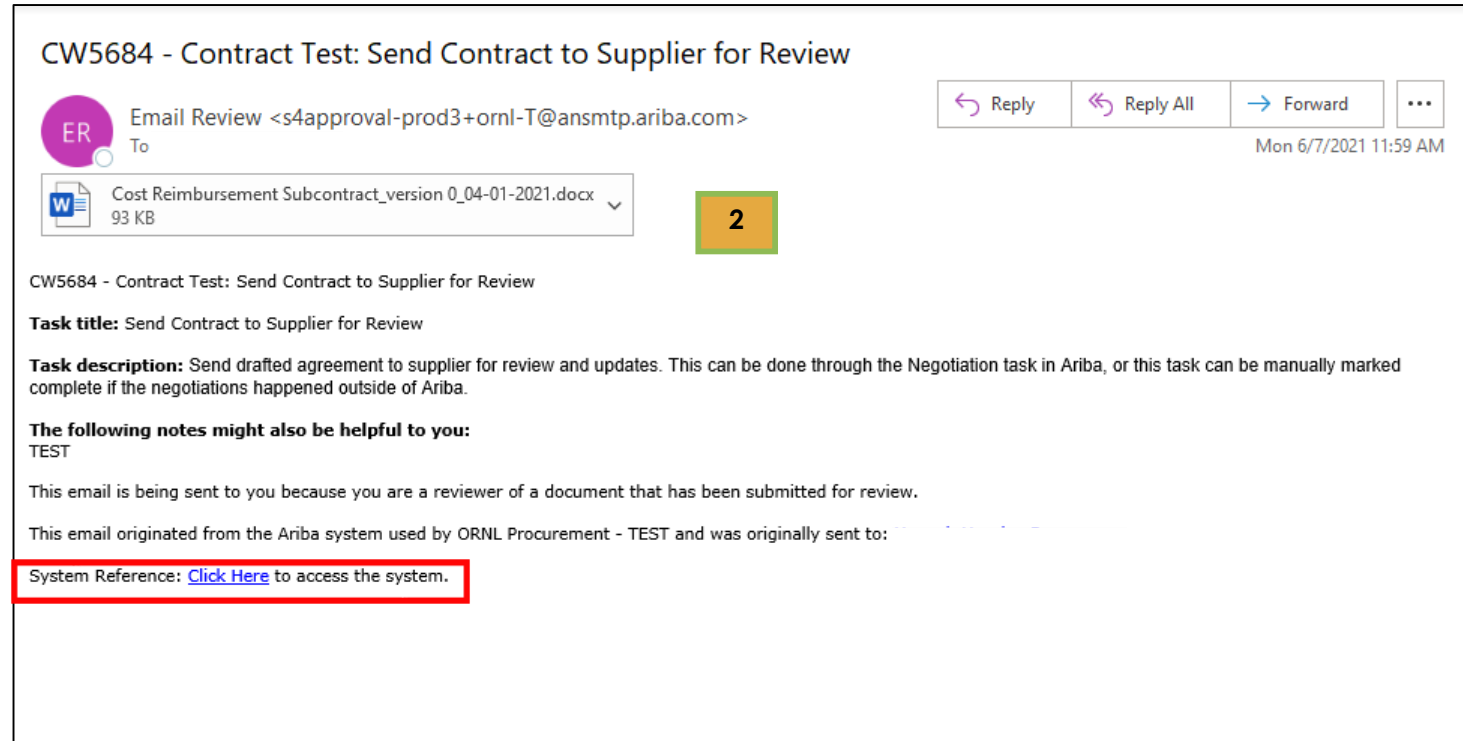 CW5684 - Contract Test: Send Contract to Supplier for Review
ER
Email Review <s4approval-prod3+ornl-T@ansmtp.ariba.com>
To
Reply
Reply All
Forward
Mon 6/7/2021 11:59 AM
Cost Reimbursement Subcontract_version 0_04-01-2021.docx
93 KB
2
CW5684 - Contract Test: Send Contract to Supplier for Review
Task title: Send Contract to Supplier for Review
Task description: Send drafted agreement to supplier for review and updates. This can be done through the Negotiation task in Ariba, or this task can be manually marked
complete if the negotiations happened outside of Ariba.
The following notes might also be helpful to you:
TEST
This email is being sent to you because you are a reviewer of a document that has been submitted for review.
This email originated from the Ariba system used by ORNL Procurement - TEST and was originally sent to:
System Reference: Click Here to access the system.